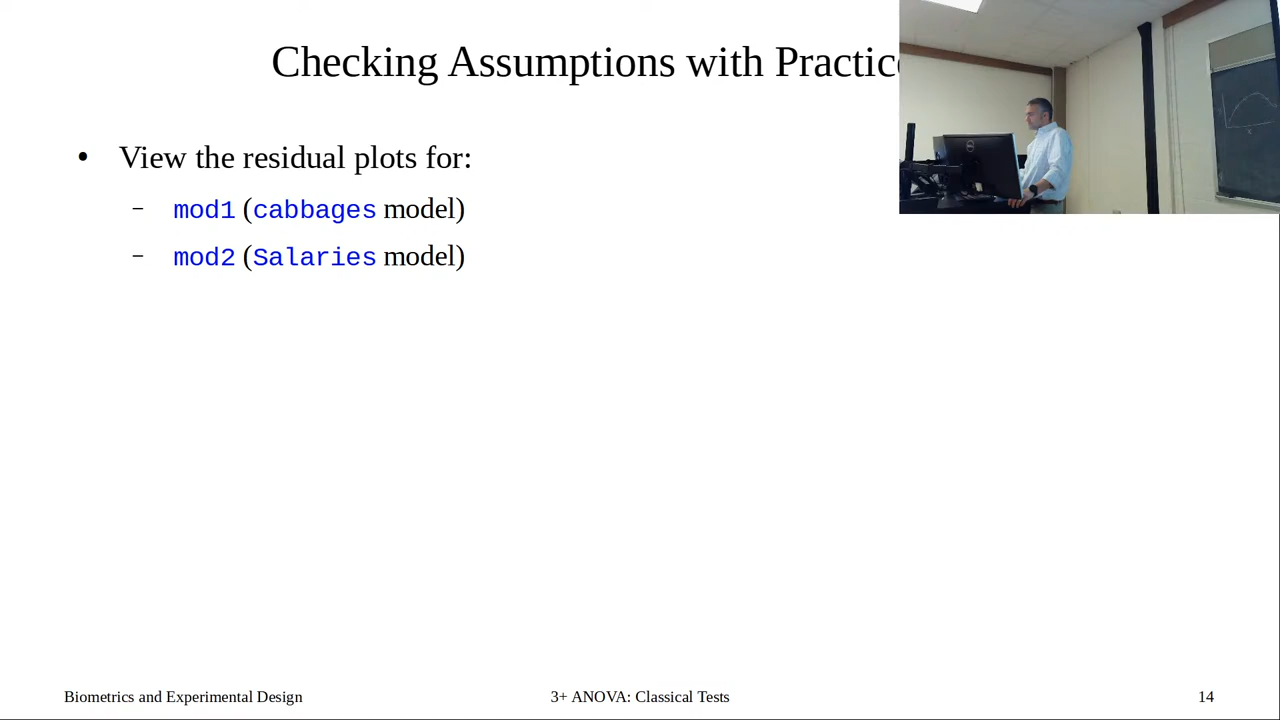 Checking Assumptions with Practice
• View the residual plots for:
– mod1 (cabbages model)
– mod2 (Salaries model)
Biometrics and Experimental Design
3+ ANOVA: Classical Tests
14